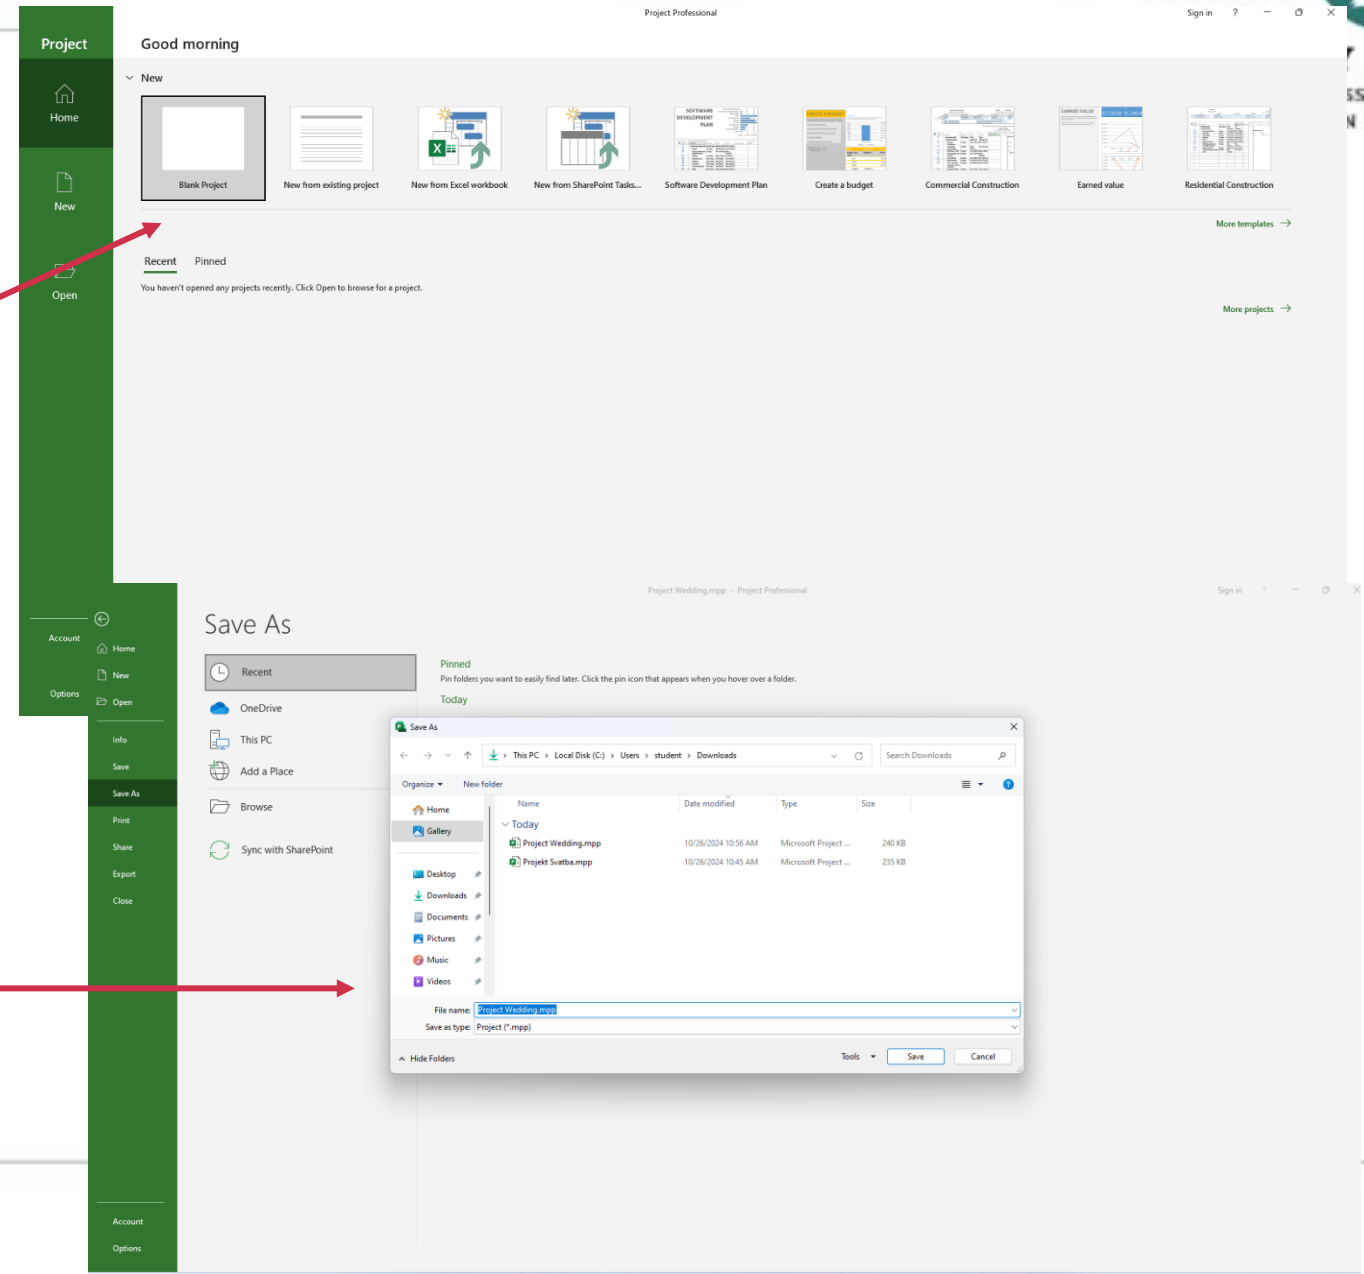 Project Professional
Sign in ?
Project
Good morning
New
Home
New
Open
Blank Project
New from existing project
New from Excel workbook
New from SharePoint Tasks...
SOFTWARE DEVELOPMENT PLAN
Software Development Plan
Create a budget
Commercial Construction
EARNED VALUE
Earned value
Residential Construction
More templates
Recent Pinned
You haven't opened any projects recently. Click Open to browse for a project.
More projects
Account
Options
Project Wedding.mpp - Project Professional
Sign in ?
Home
New
Open
Info
Save
Save As
Print
Share
Export
Close
Account
Options
Save As
Recent
OneDrive
This PC
Add a Place
Browse
Sync with SharePoint
Pinned
Pin folders you want to easily find later. Click the pin icon that appears when you hover over a folder.
Today
Save As
This PC > Local Disk (C:) > Users > student > Downloads
Search Downloads
Organize New folder
Home
Gallery
Desktop
Downloads
Documents
Pictures
Music
Videos
Name Date modified Type Size
Today
Project Wedding.mpp 10/26/2024 10:56 AM Microsoft Project ... 240 KB
Projekt Svatba.mpp 10/26/2024 10:45 AM Microsoft Project ... 235 KB
File name: Project Wedding.mpp
Save as type: Project (*.mpp)
Hide Folders
Tools Save Cancel